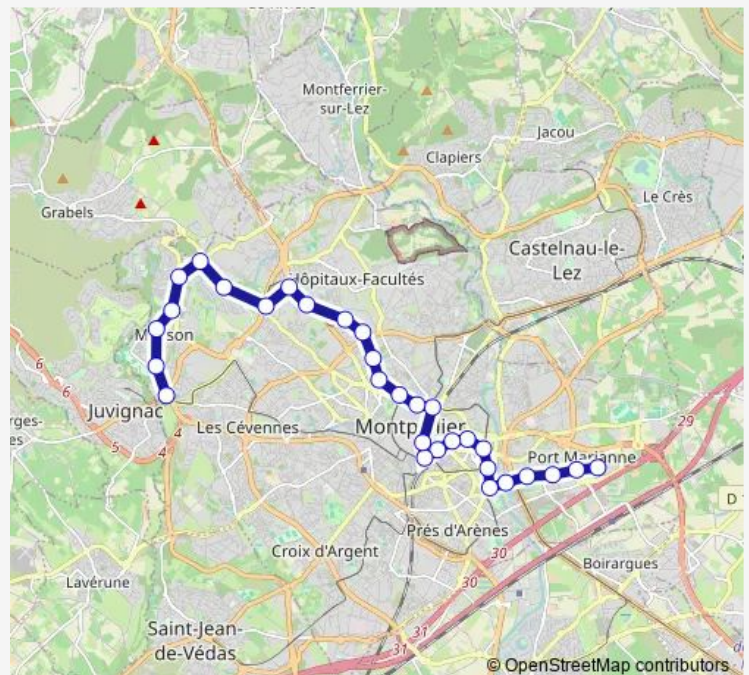 Montferrier-
sur-Lez
Jacou
Clapiers
Le Crès
Grabels
Castelnau-le-
Lez
Hôpitaux-Facultés
6
6
29
Juvignac
Les Cévennes
5
4
4
Port Marianne
D
Prés d'Arènes
30
Croix d'Argent
Boirargues
30
Lavérune
Saint-Jean-
de-Védas
31
31
© OpenStreetMap contributors